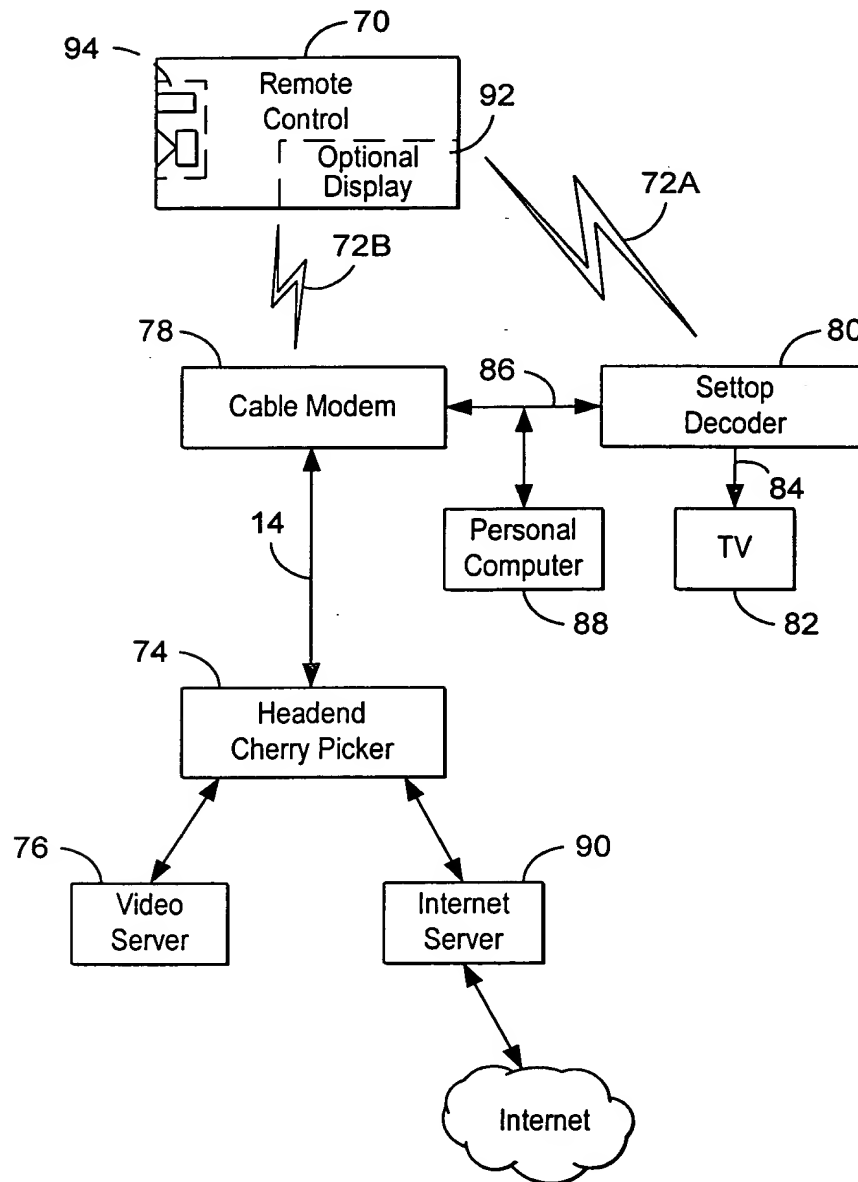 70
94
Remote
Control
92
Optional
Display
72A
72B
78
80
86
Cable Modem
Settop
Decoder
84
14
Personal
Computer
TV
88
82
74
Headend
Cherry Picker
76
90
Video
Server
Internet
Server
Internet